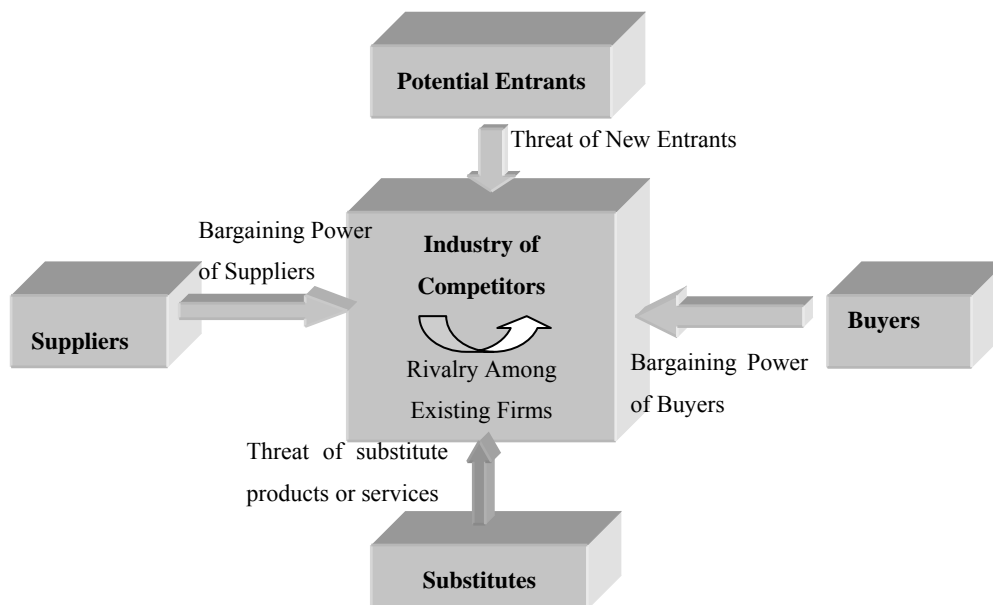 Potential Entrants
Threat of New Entrants
Bargaining Power
of Suppliers
Industry of
Competitors
Suppliers
Buyers
Rivalry Among
Existing Firms
Bargaining Power
of Buyers
Threat of substitute
products or services
Substitutes